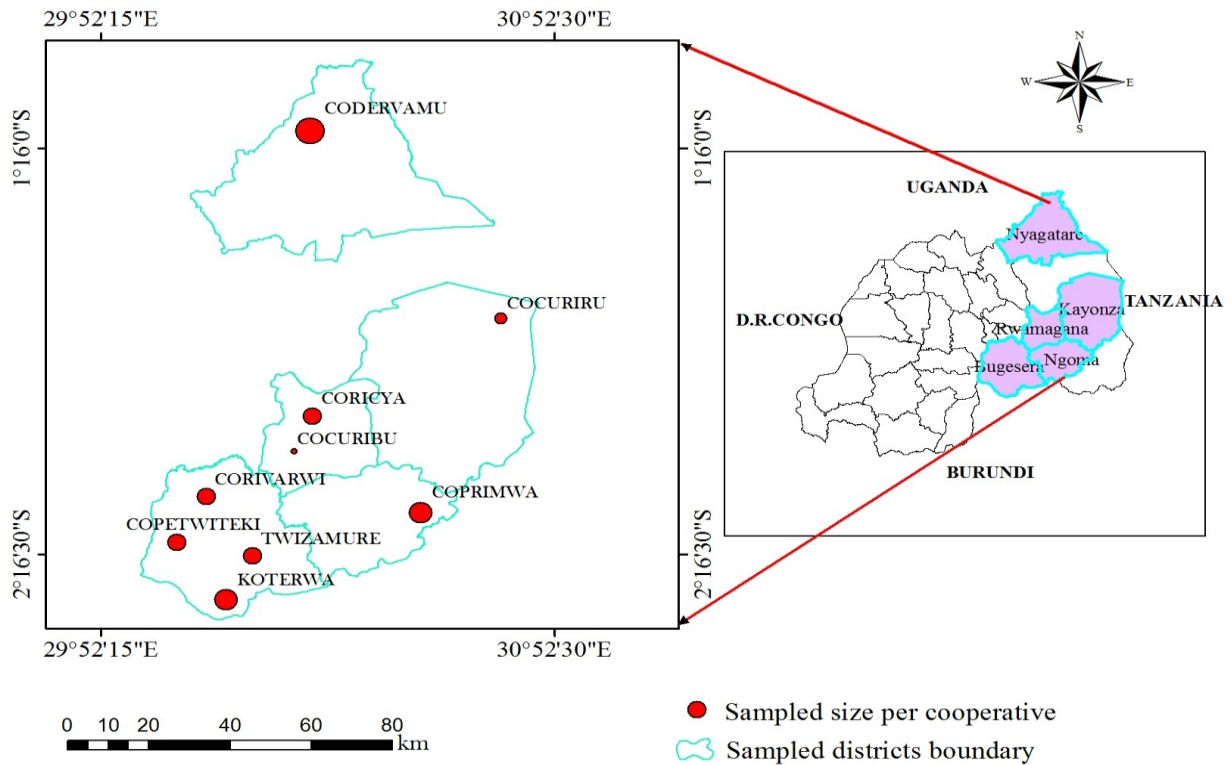 29°52'15"E
30°52'30"E
1°16'0"S
2°16'30"S
CODERVAMU
COCURIRU
CORICYA
COCURIBU
CORIVARWI
COPRIMWA
COPETWITEKI
TWIZAMURE
KOTERWA
1°16'0"S
2°16'30"S
29°52'15"E
30°52'30"E
0 10 20 40 60 80
km
N
W E
S
UGANDA
Nyagatare
D.R.CONGO
TANZANIA
Kayonza
Rwamagana
Bugesera
Ngoma
BURUNDI
Sampled size per cooperative
Sampled districts boundary